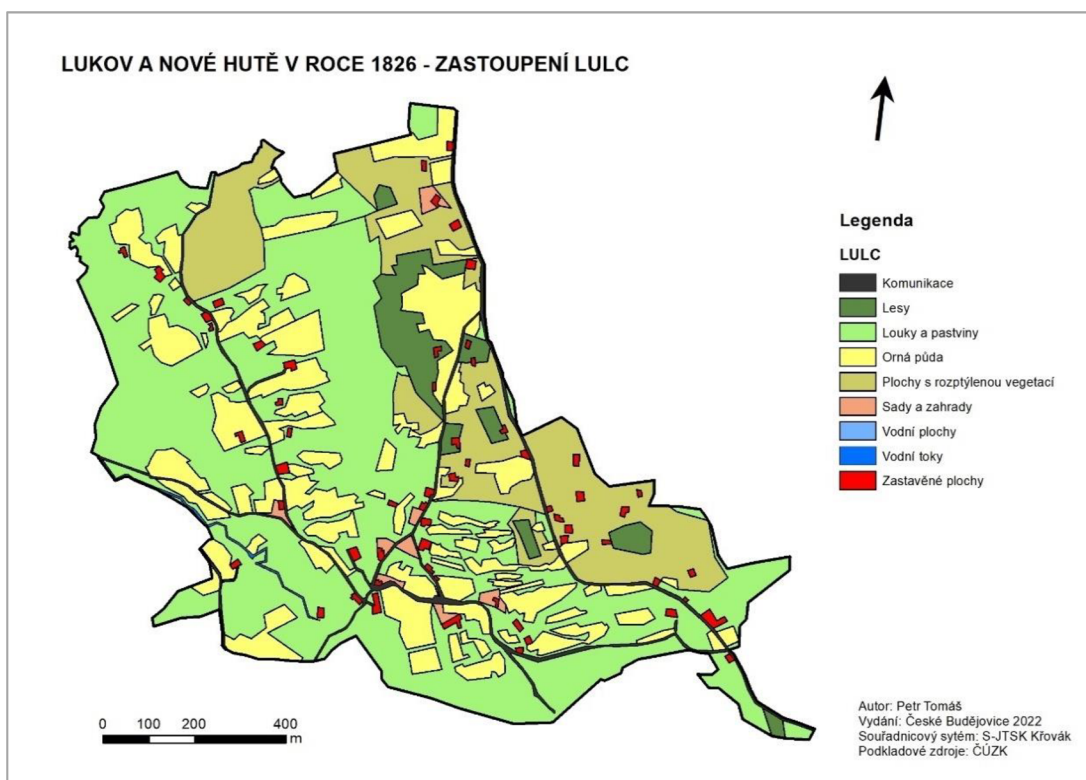 LUKOV A NOVÉ HUTĚ V ROCE 1826 - ZASTOUPENÍ LULC
Legenda
LULC
Komunikace
Lesy
Louky a pastviny
Orná půda
Plochy s rozptýlenou vegetací
Sady a zahrady
Vodní plochy
Vodní toky
Zastavěné plochy
0 100 200 400
m
Autor: Petr Tomáš
Vydání: České Budějovice 2022
Souřadnicový sytém: S-JTSK Křovák
Podkladové zdroje: ČÚZK